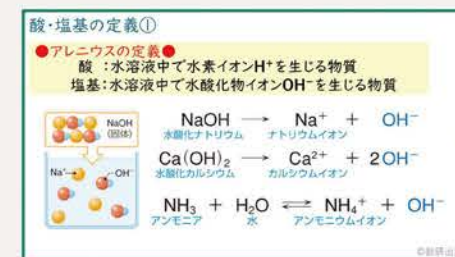 酸・塩基の定義①
●アレニウスの定義●
酸 :水溶液中で水素イオンH⁺を生じる物質
塩基:水溶液中で水酸化物イオンOH⁻を生じる物質
NaOH
(固体)
Na⁺
OH⁻
NaOH → Na⁺ + OH⁻
水酸化ナトリウム ナトリウムイオン
Ca(OH)₂ → Ca²⁺ + 2OH⁻
水酸化カルシウム カルシウムイオン
NH₃ + H₂O ⇄ NH₄⁺ + OH⁻
アンモニア 水 アンモニウムイオン